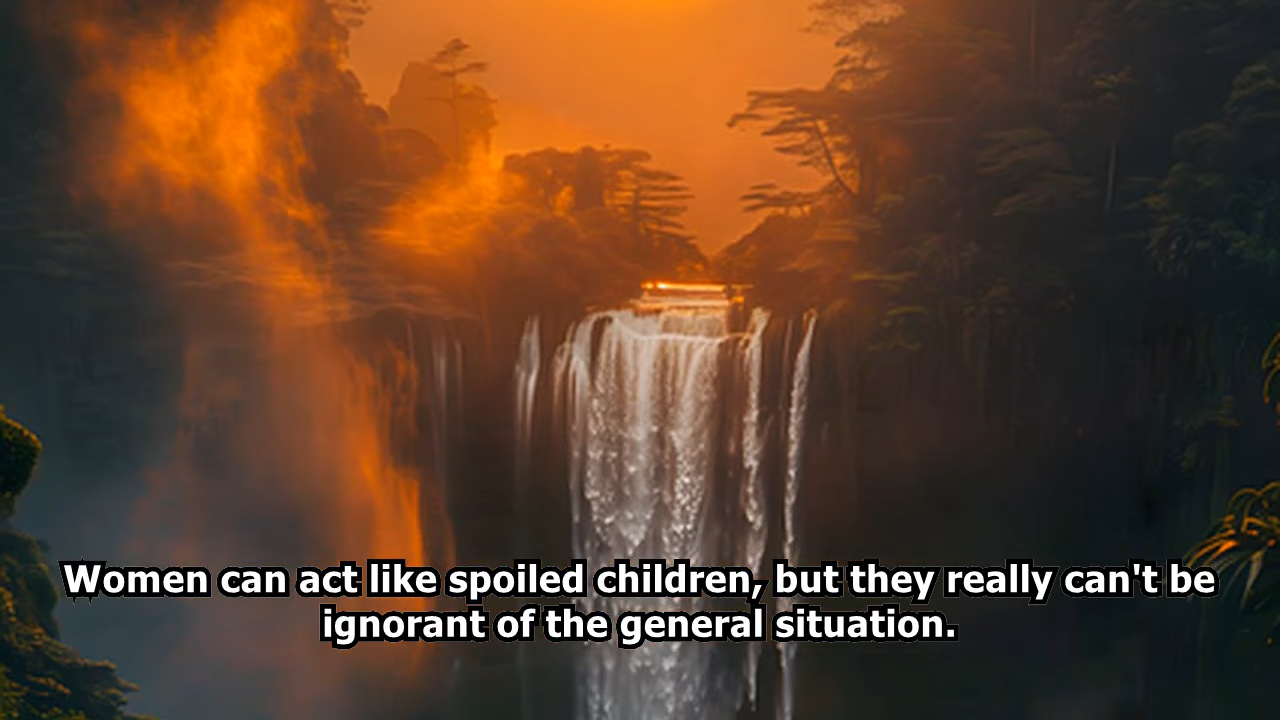 Women can act like spoiled children, but they really can't be
ignorant of the general situation.